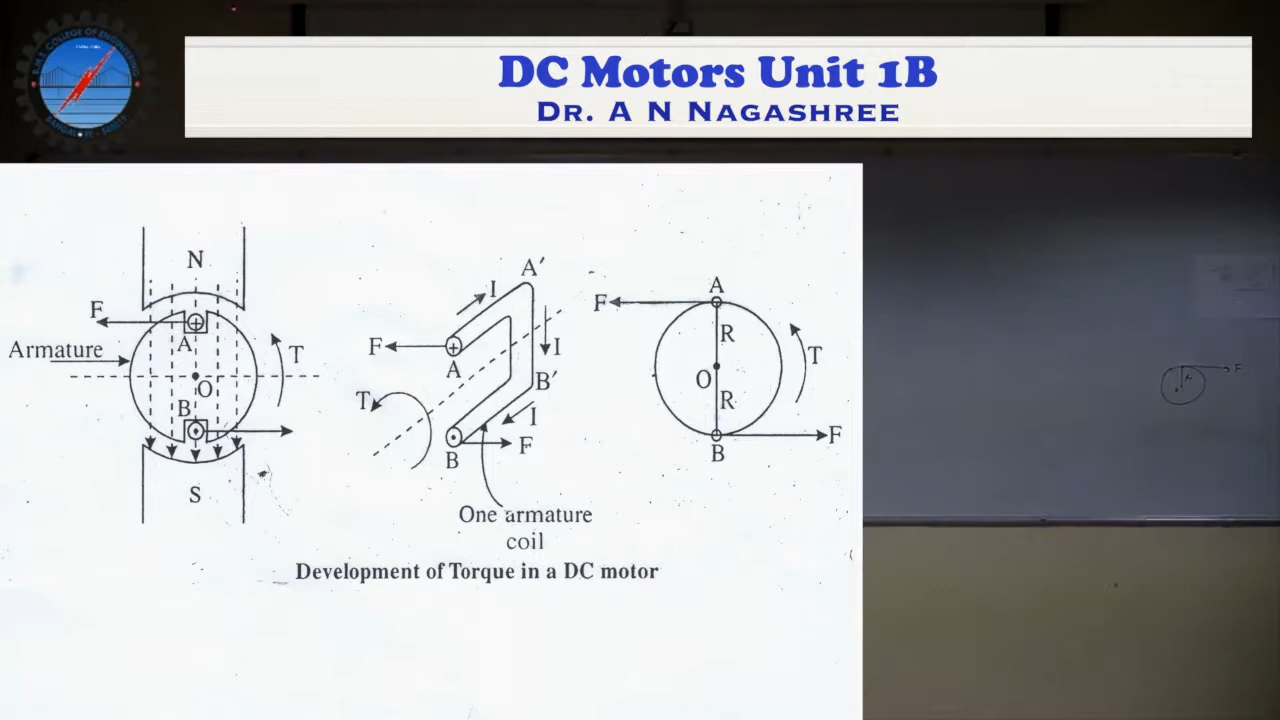 DC Motors Unit 1B
DR. A N NAGASHREE
N
F
A
Armature
T
O
B
S
A′
I
F
A
I
B′
T
I
B
F
One armature
coil
A
F
R
T
O
R
F
B
Development of Torque in a DC motor
F